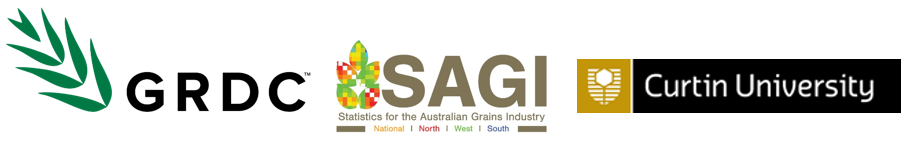 GRDC™
SAGI
Statistics for the Australian Grains Industry
National | North | West | South
Curtin University